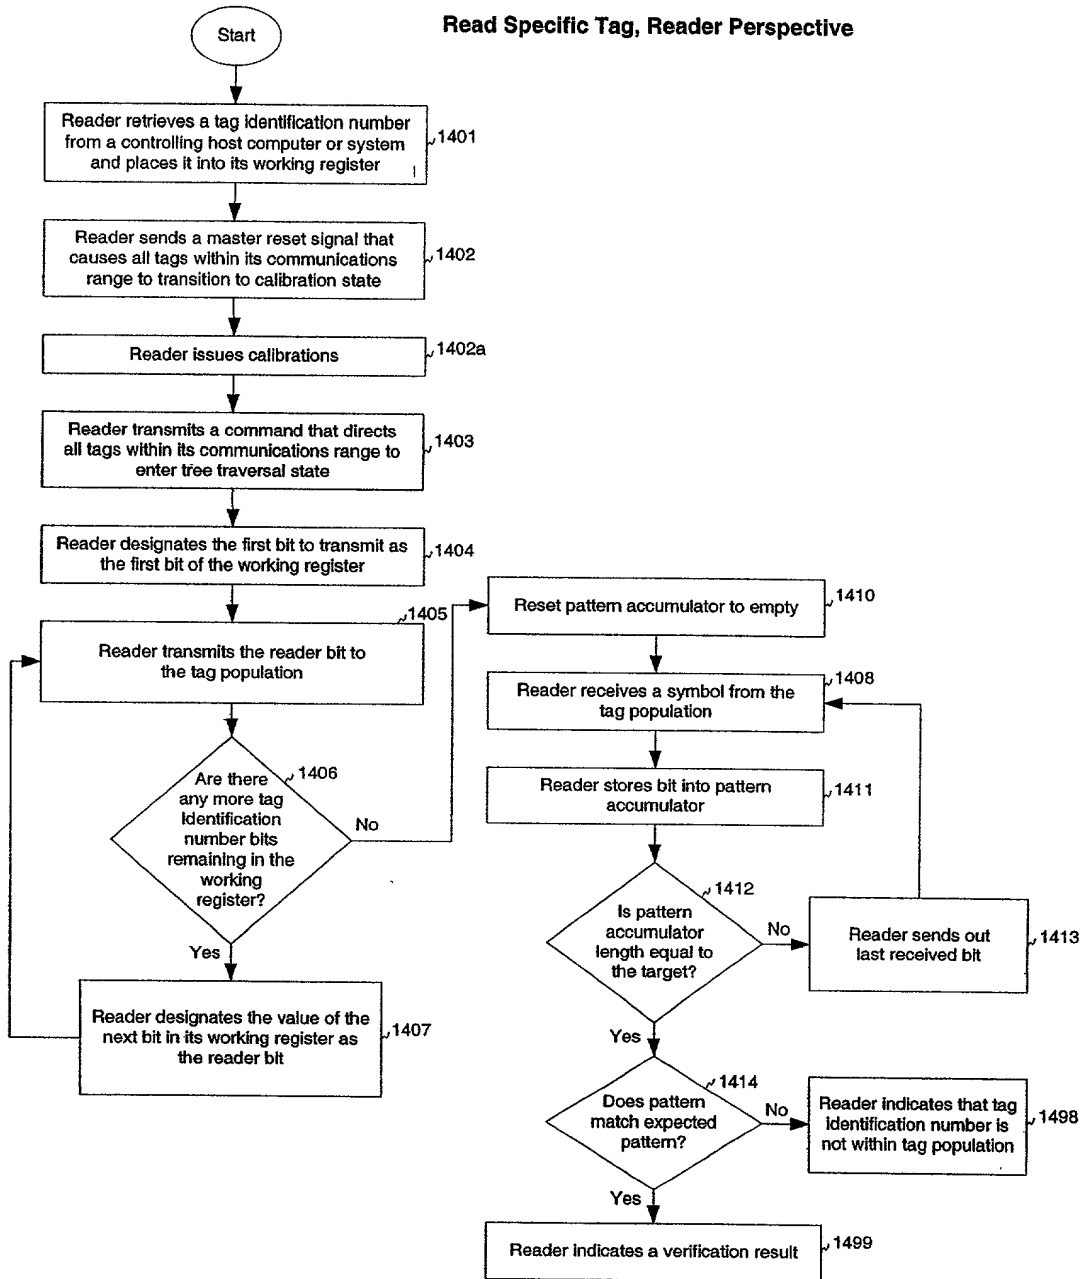 Read Specific Tag, Reader Perspective
Start
Reader retrieves a tag identification number
from a controlling host computer or system
and places it into its working register
1401
Reader sends a master reset signal that
causes all tags within its communications
range to transition to calibration state
1402
Reader issues calibrations
1402a
Reader transmits a command that directs
all tags within its communications range to
enter tree traversal state
1403
Reader designates the first bit to transmit as
the first bit of the working register
1404
1405
Reader transmits the reader bit to
the tag population
1406
Are there
any more tag
identification
number bits
remaining in the
working
register?
No
Yes
Reader designates the value of the
next bit in its working register as
the reader bit
1407
Reset pattern accumulator to empty
1410
Reader receives a symbol from the
tag population
1408
Reader stores bit into pattern
accumulator
1411
1412
Is pattern
accumulator
length equal to
the target?
No
Reader sends out
last received bit
1413
Yes
1414
Does pattern
match expected
pattern?
No
Reader indicates that tag
identification number is
not within tag population
1498
Yes
Reader indicates a verification result
1499